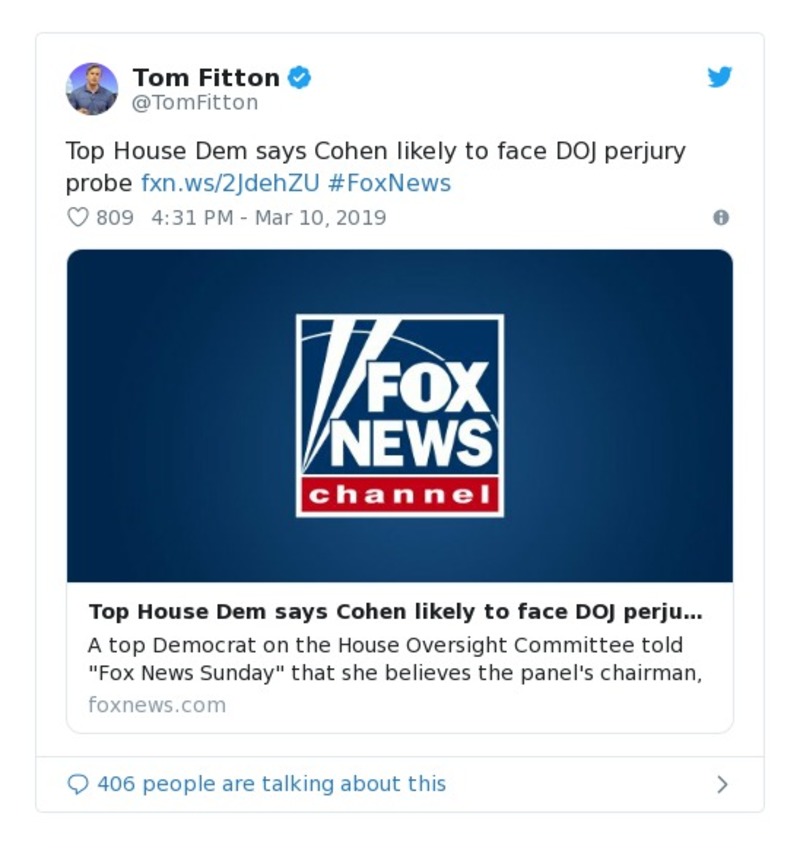 Tom Fitton
@TomFitton
Top House Dem says Cohen likely to face DOJ perjury
probe fxn.ws/2JdehZU #FoxNews
809 4:31 PM - Mar 10, 2019
FOX
NEWS
channel
Top House Dem says Cohen likely to face DOJ perju...
A top Democrat on the House Oversight Committee told
"Fox News Sunday" that she believes the panel's chairman,
foxnews.com
406 people are talking about this